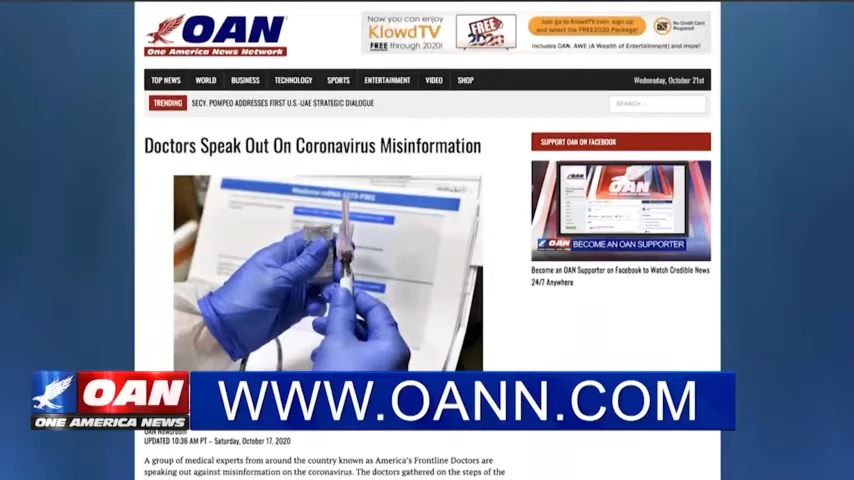 OAN
One America News Network
Now you can enjoy
KlowdTV
FREE through 2020!
FREE
2020
Join go to KlowdTV.com, sign up
and select the FREE2020 Package!
No Credit Card
Required!
Includes OAN, AWE (A Wealth of Entertainment) and more!
TOP NEWS WORLD BUSINESS TECHNOLOGY SPORTS ENTERTAINMENT VIDEO SHOP
Wednesday, October 21st
TRENDING SECY. POMPEO ADDRESSES FIRST U.S.-UAE STRATEGIC DIALOGUE
SEARCH …
Doctors Speak Out On Coronavirus Misinformation
SUPPORT OAN ON FACEBOOK
OAN
OAN
OAN BECOME AN OAN SUPPORTER
Become an OAN Supporter on Facebook to Watch Credible News
24/7 Anywhere
OAN
ONE AMERICA NEWS
WWW.OANN.COM
OAN Newsroom
UPDATED 10:36 AM PT – Saturday, October 17, 2020
A group of medical experts from around the country known as America's Frontline Doctors are
speaking out against misinformation on the coronavirus. The doctors gathered on the steps of the